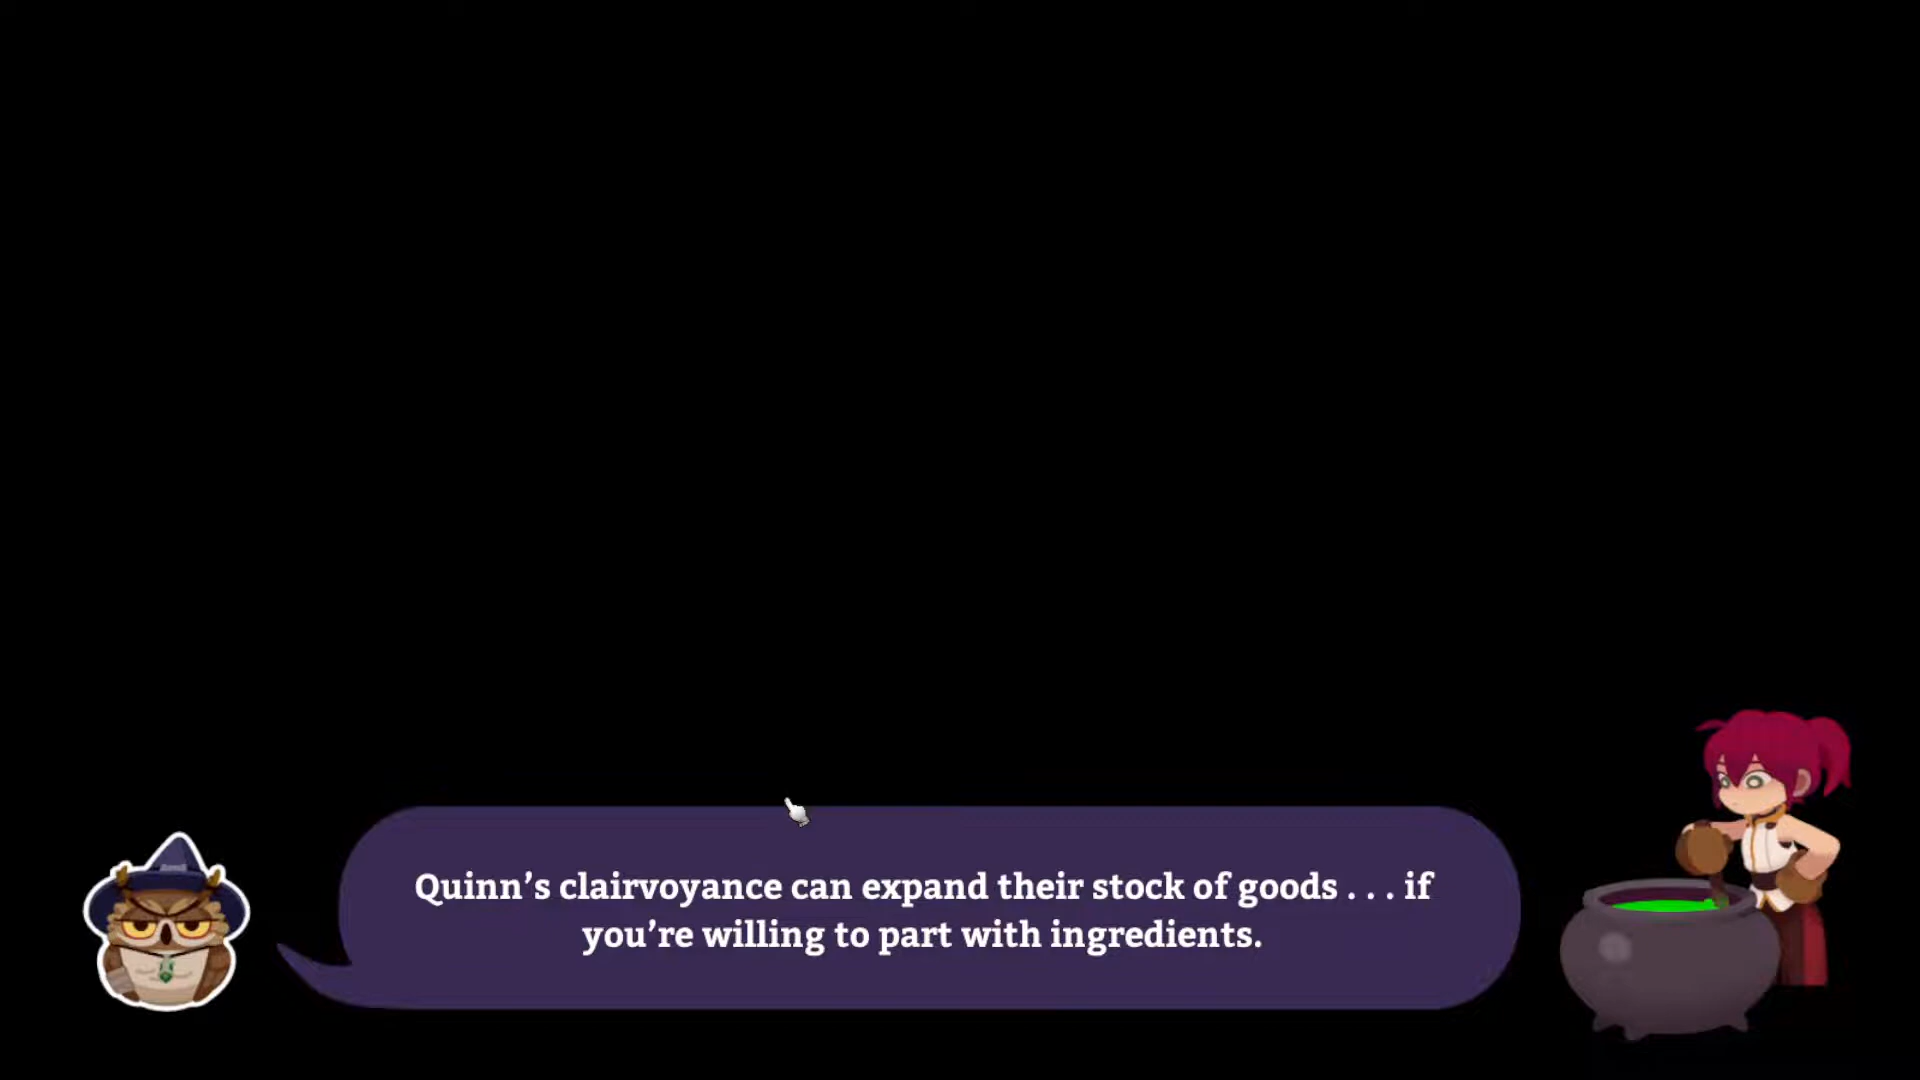 Quinn’s clairvoyance can expand their stock of goods . . . if
you’re willing to part with ingredients.